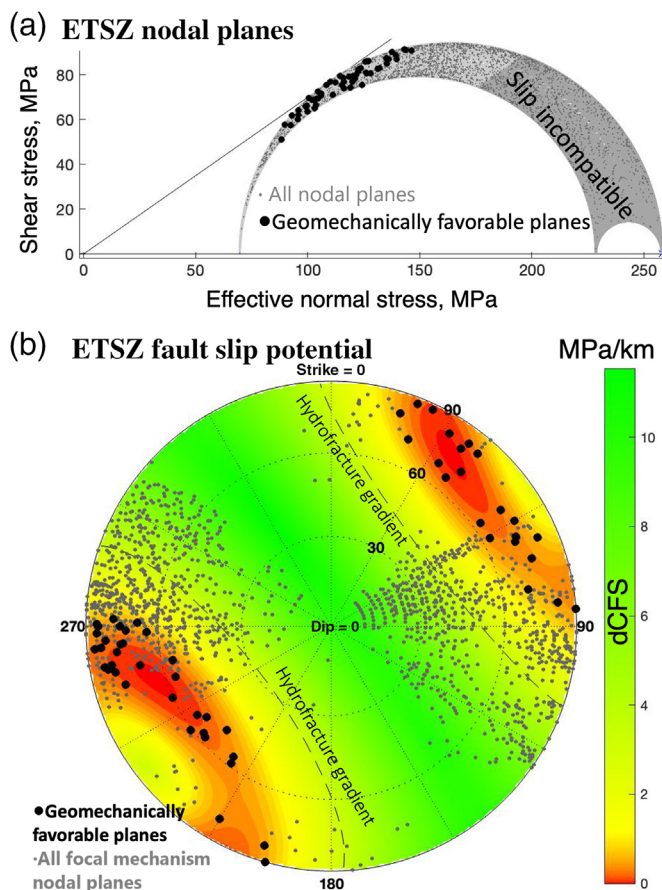 (a) ETSZ nodal planes
80
60
40
20
0
Shear stress, MPa
Slip incompatible
· All nodal planes
●Geomechanically favorable planes
0 50 100 150 200 250
Effective normal stress, MPa
(b) ETSZ fault slip potential
MPa/km
Strike = 0
90
60
30
Hydrofracture gradient
270
Dip = 0
90
Hydrofracture gradient
180
10
8
6
4
2
0
dCFS
●Geomechanically
favorable planes
·All focal mechanism
nodal planes